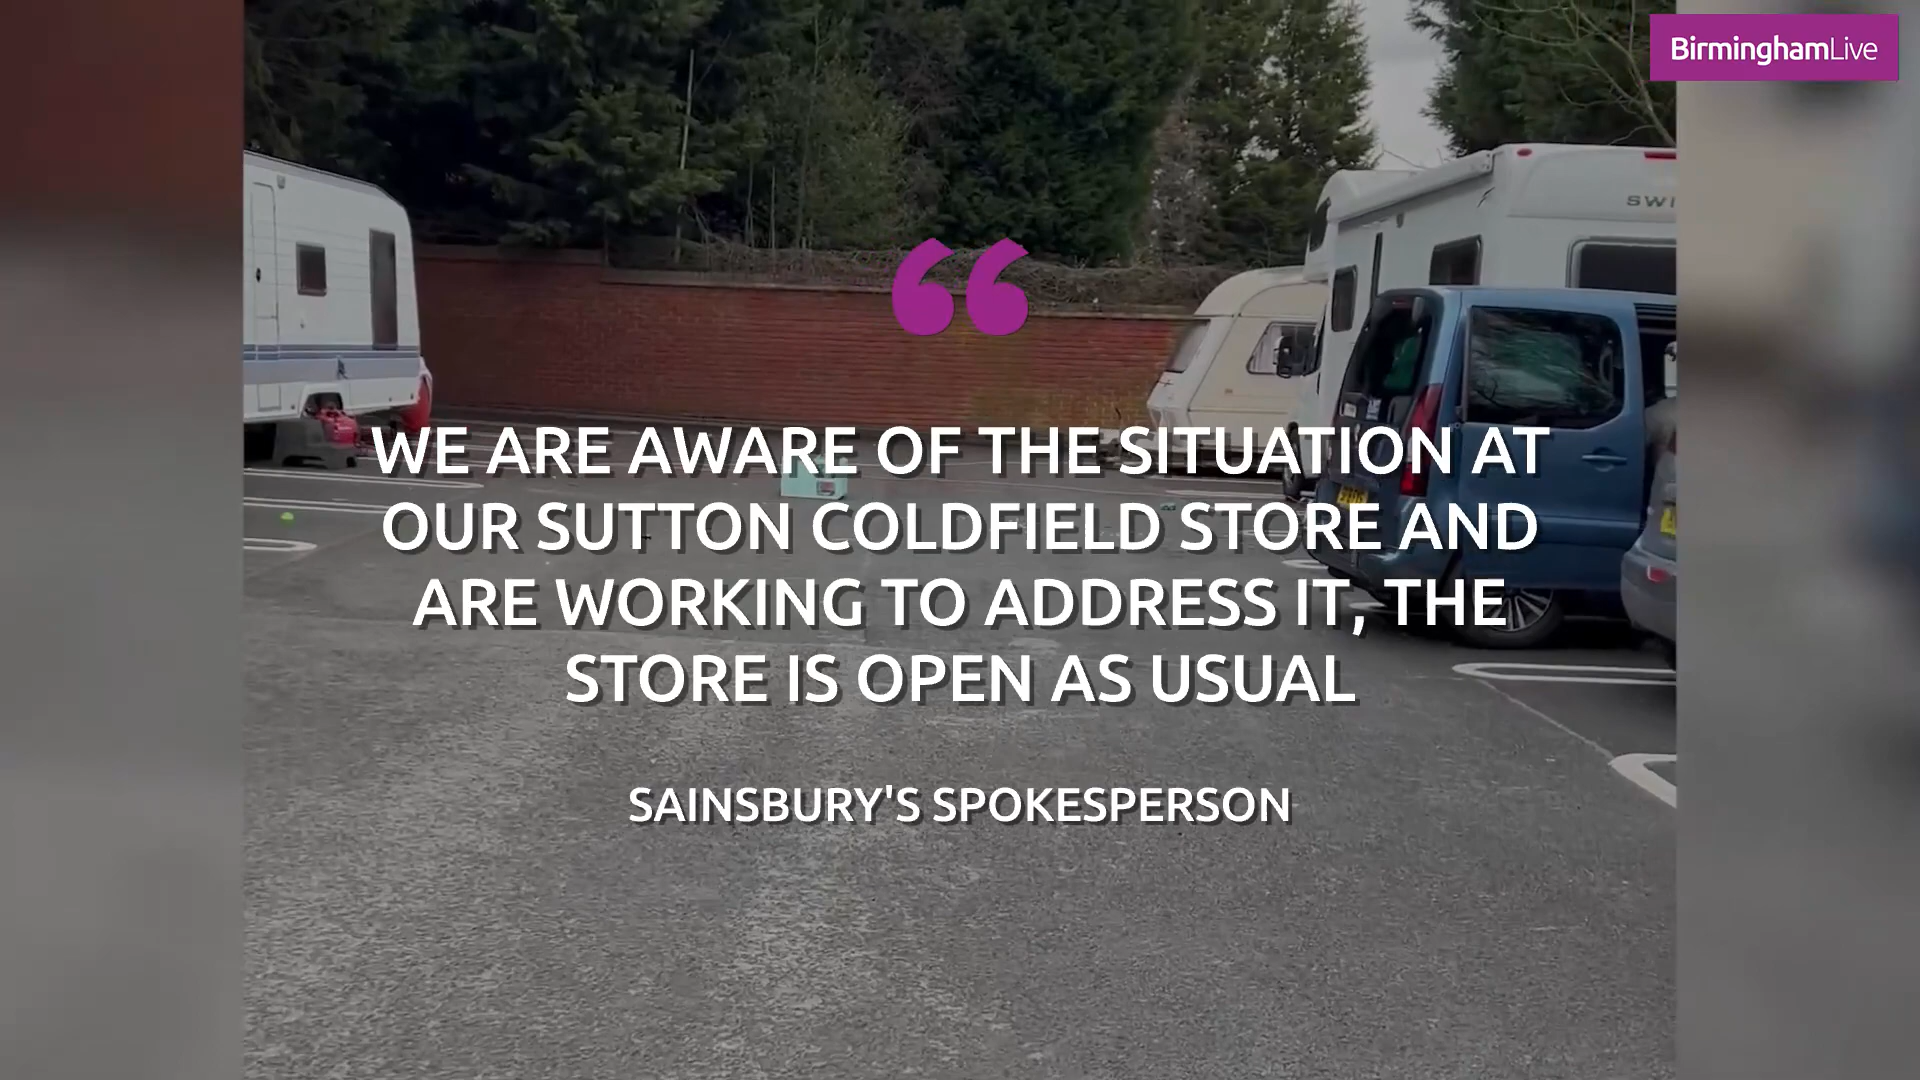 BirminghamLive
SWI
WE ARE AWARE OF THE SITUATION AT
OUR SUTTON COLDFIELD STORE AND
ARE WORKING TO ADDRESS IT, THE
STORE IS OPEN AS USUAL
SAINSBURY'S SPOKESPERSON